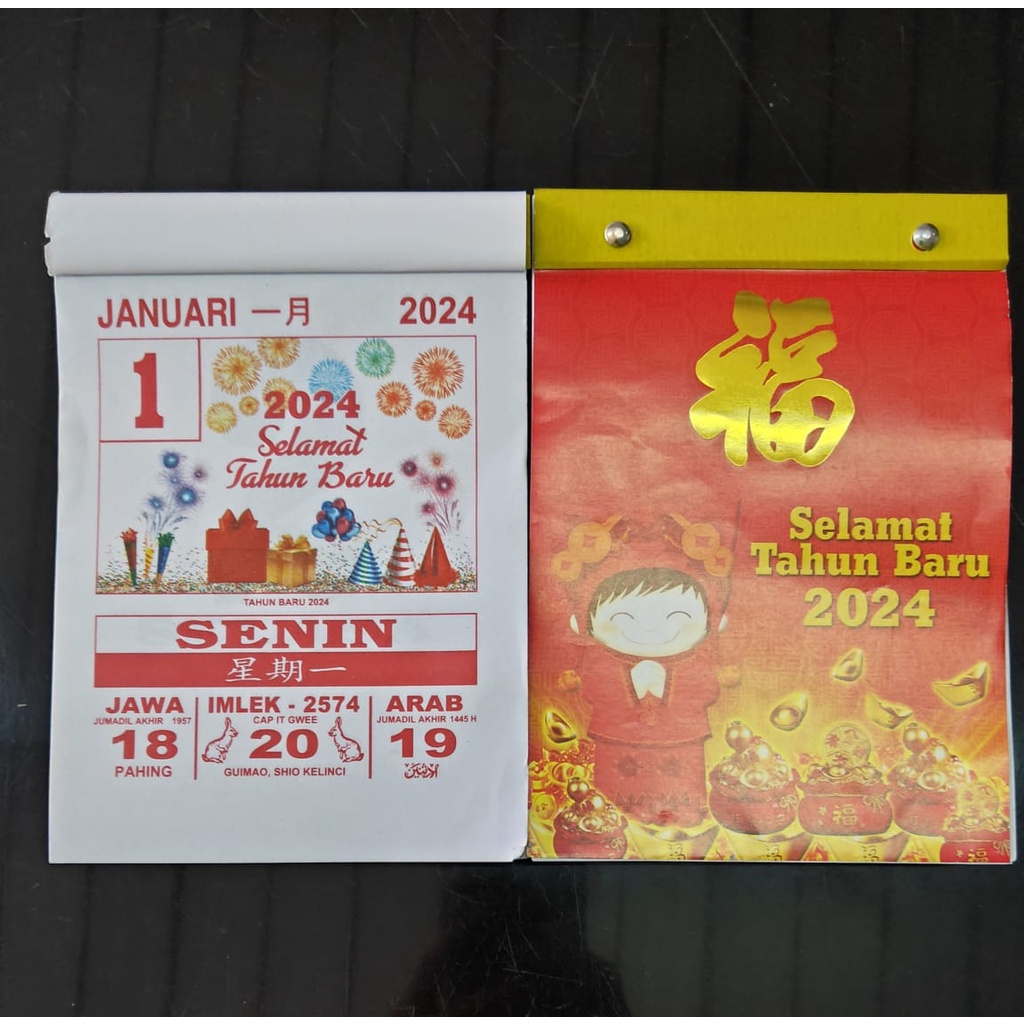 JANUARI 一月 2024
1
2024
Selamat
Tahun Baru
TAHUN BARU 2024
SENIN
星期一
JAWA
JUMADIL AKHIR 1957
18
PAHING
IMLEK - 2574
CAP IT GWEE
20
GUIMAO, SHIO KELINCI
ARAB
JUMADIL AKHIR 1445 H
19
الاثنين
福
Selamat
Tahun Baru
2024
福